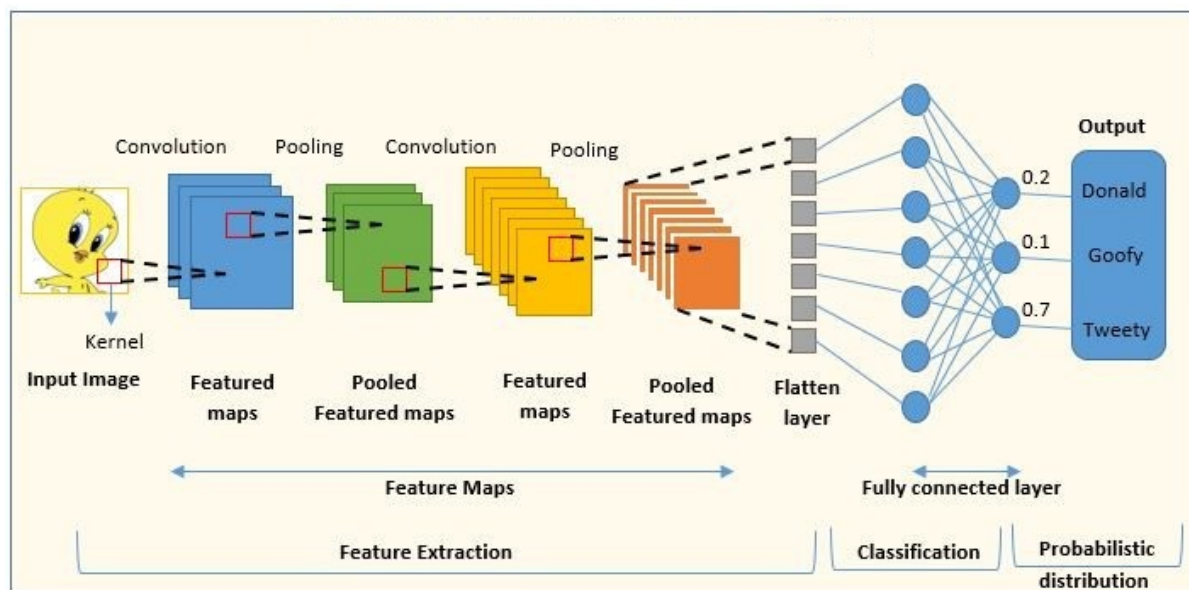 Convolution
Pooling
Convolution
Pooling
Output
0.2
Donald
0.1
Goofy
0.7
Tweety
Kernel
Input Image
Featured
maps
Pooled
Featured maps
Featured
maps
Pooled
Featured maps
Flatten
layer
Feature Maps
Fully connected layer
Feature Extraction
Classification
Probabilistic
distribution